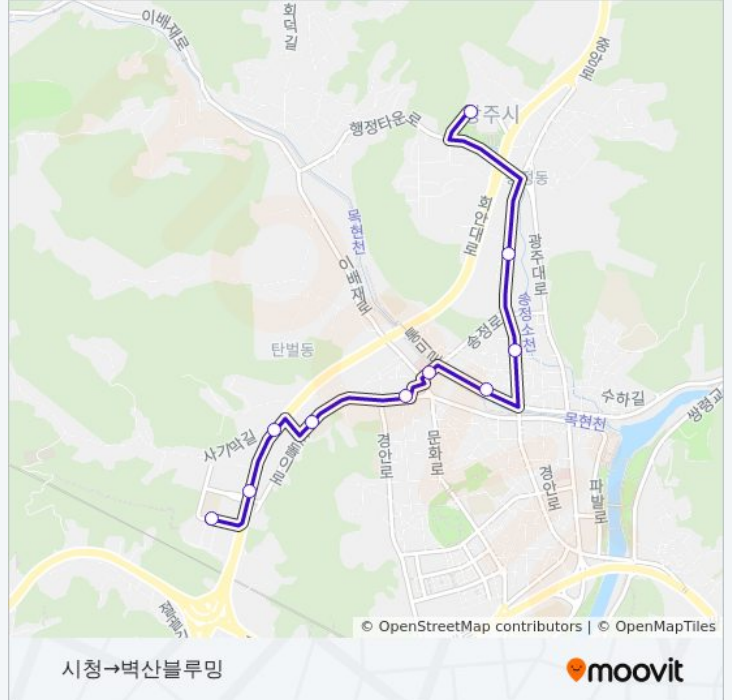 이배재로
회덕길
중앙로
광주시
행정타운로
목현천
회안대로
광주대로
이배재로
송정소천
통미로
송정로
탄벌동
수하길
쌍령교
목현천
사기막길
경안로
문화로
경안로
파발로
© OpenStreetMap contributors | © OpenMapTiles
시청→벽산블루밍
moovit